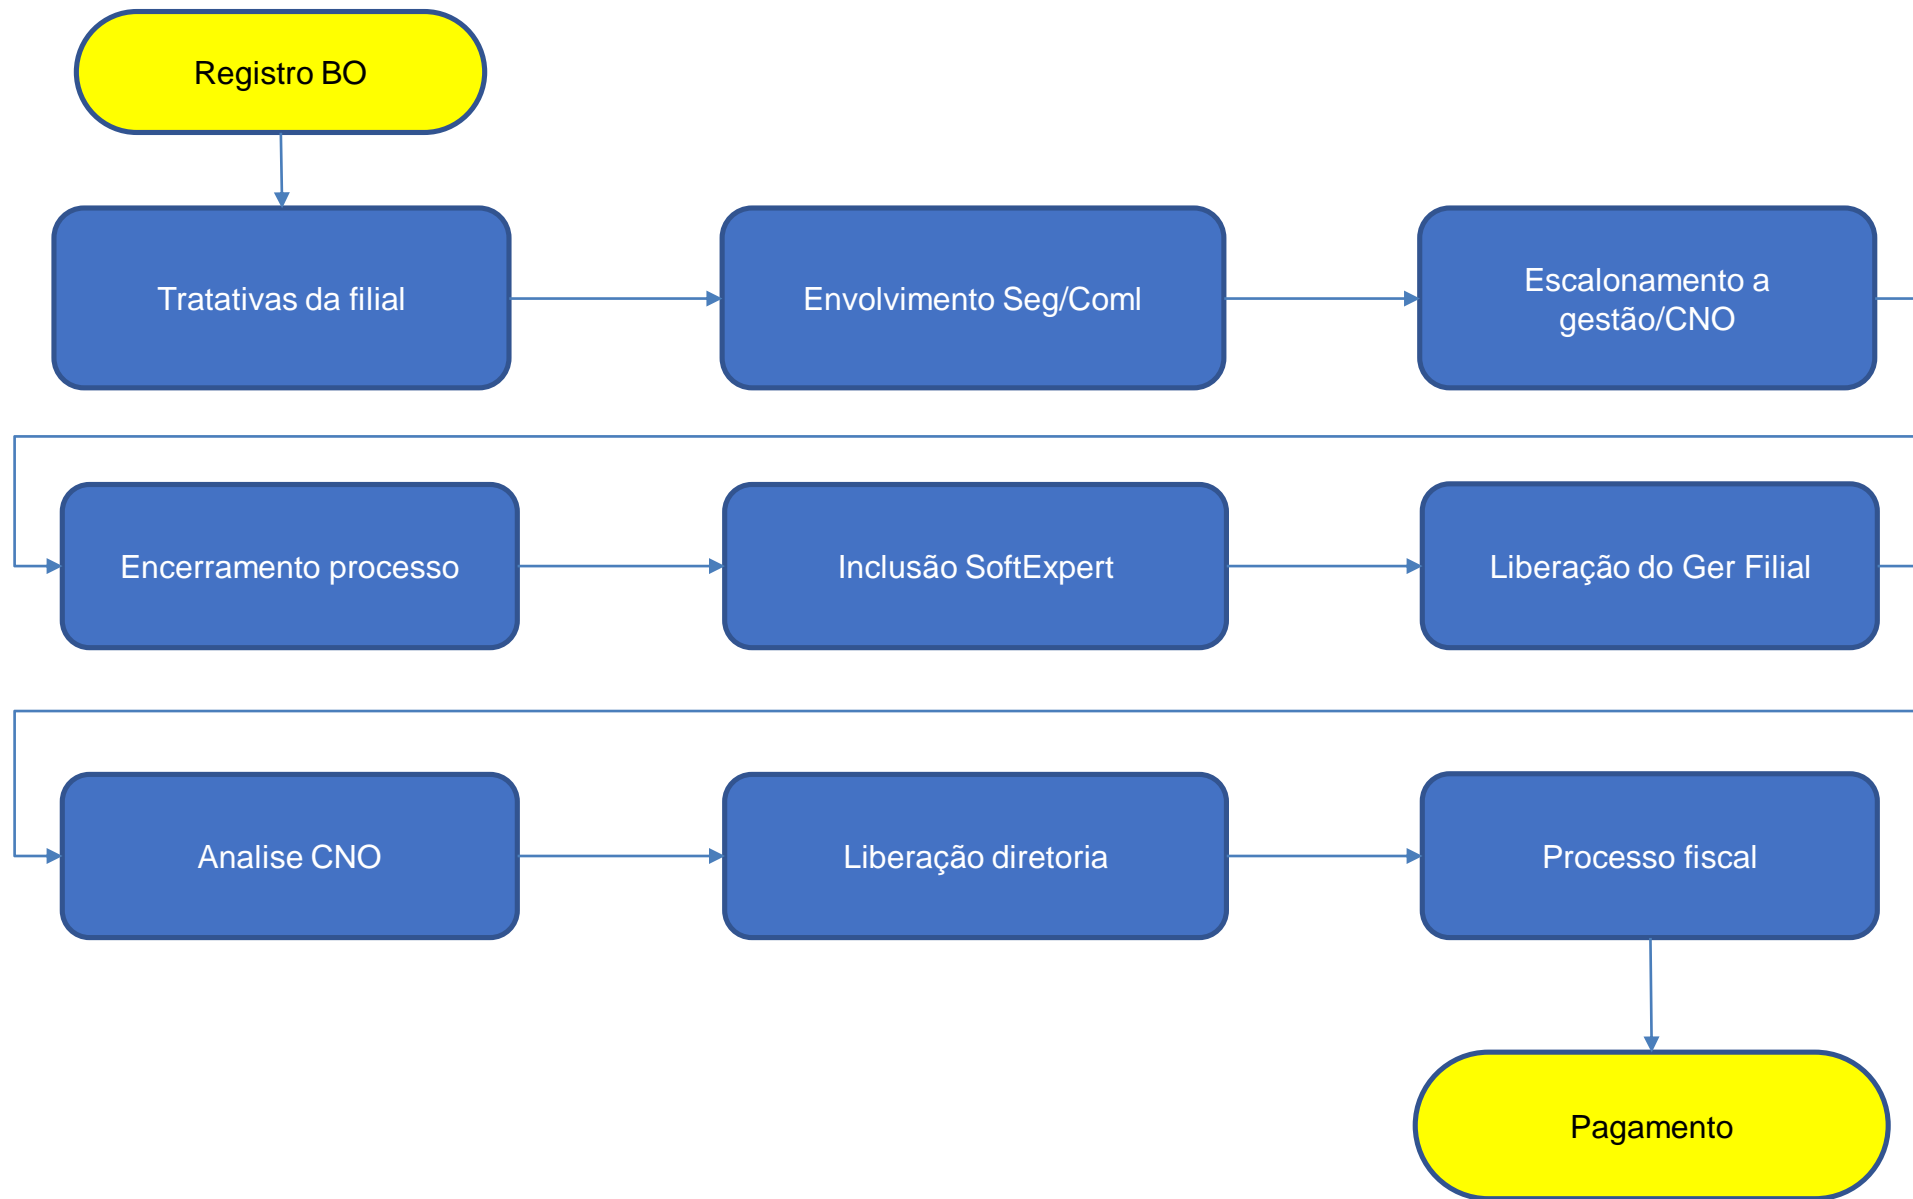 Registro BO
Tratativas da filial
Envolvimento Seg/Coml
Escalonamento a
gestão/CNO
Encerramento processo
Inclusão SoftExpert
Liberação do Ger Filial
Analise CNO
Liberação diretoria
Processo fiscal
Pagamento